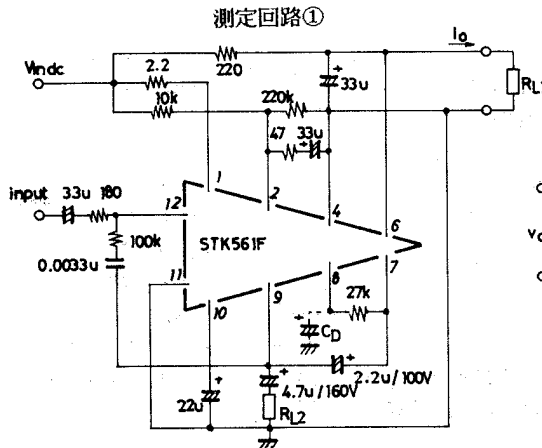 測定回路①
Io
2.2
220
33u
Vin dc
10k
220k
RL1
47
33u
1
2
4
6
input
33u
180
12
STK561F
100k
11
0.0033u
7
8
9
10
27k
CD
22u
4.7u/160V
2.2u/100V
RL2